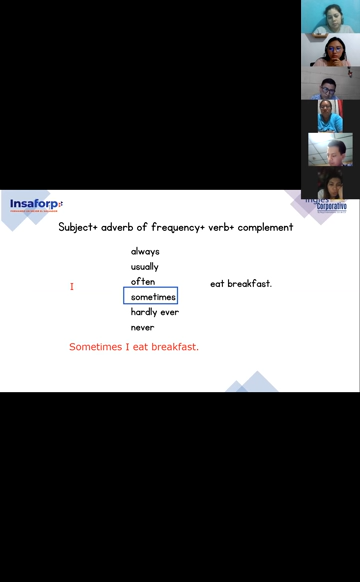 Insaforp
Inglés
Corporativo
Subject+ adverb of frequency+ verb+ complement
always
usually
often
I
eat breakfast.
sometimes
hardly ever
never
Sometimes I eat breakfast.